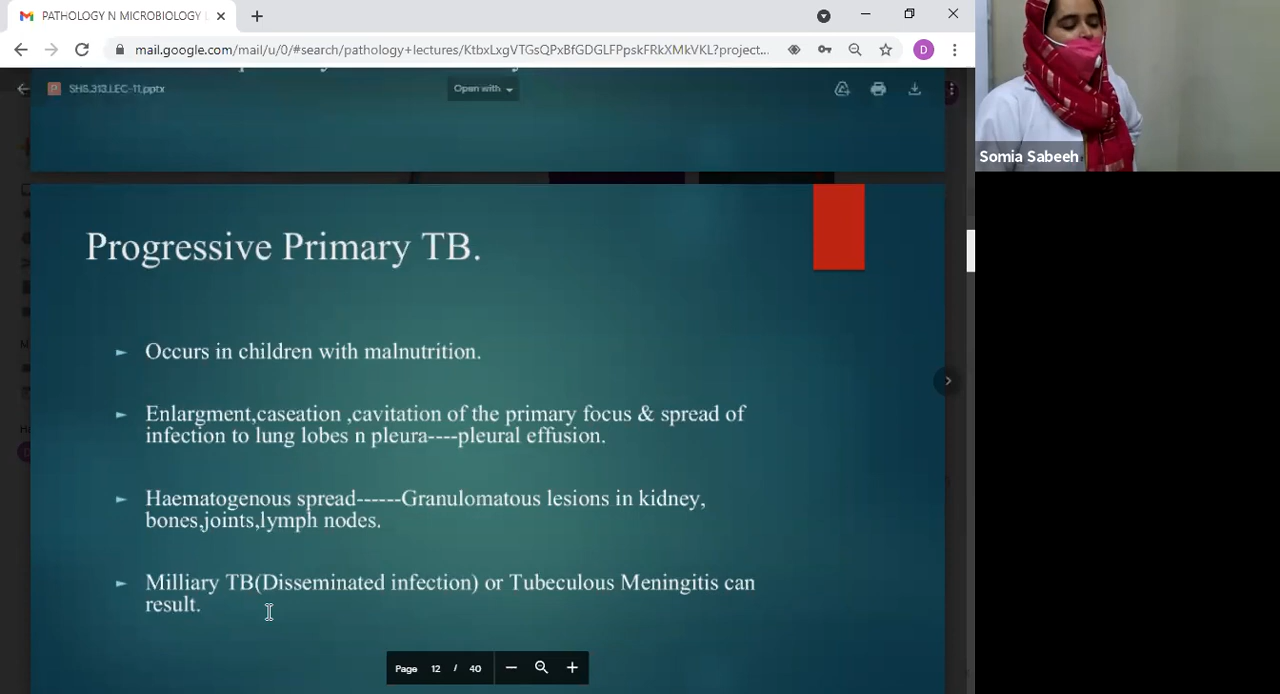 PATHOLOGY N MICROBIOLOGY L
mail.google.com/mail/u/0/#search/pathology+lectures/KtbxLxgVTGsQPxBfGDGLFPpskFRkXMkVKL?project...
D
P
SHS.313.LEC-11.pptx
Open with
Somia Sabeeh
Progressive Primary TB.
► Occurs in children with malnutrition.
► Enlargment,caseation ,cavitation of the primary focus & spread of
infection to lung lobes n pleura----pleural effusion.
► Haematogenous spread------Granulomatous lesions in kidney,
bones,joints,lymph nodes.
► Milliary TB(Disseminated infection) or Tubeculous Meningitis can
result.
Page 12 / 40